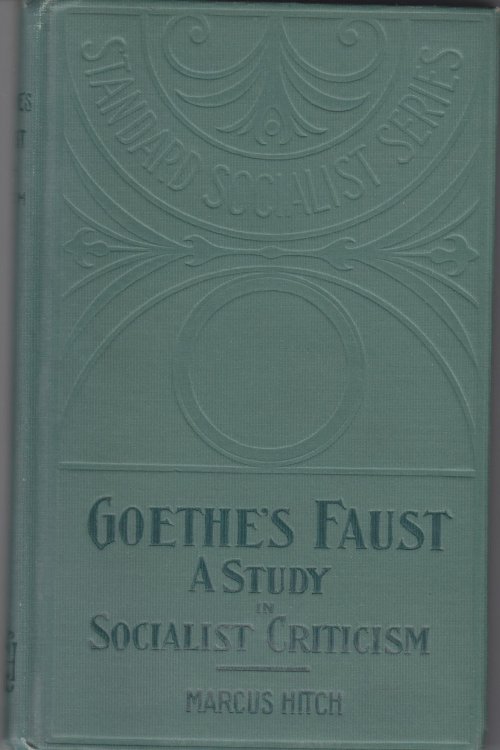 STANDARD SOCIALIST SERIES
GOETHE'S FAUST
A STUDY
IN
SOCIALIST CRITICISM
MARCUS HITCH